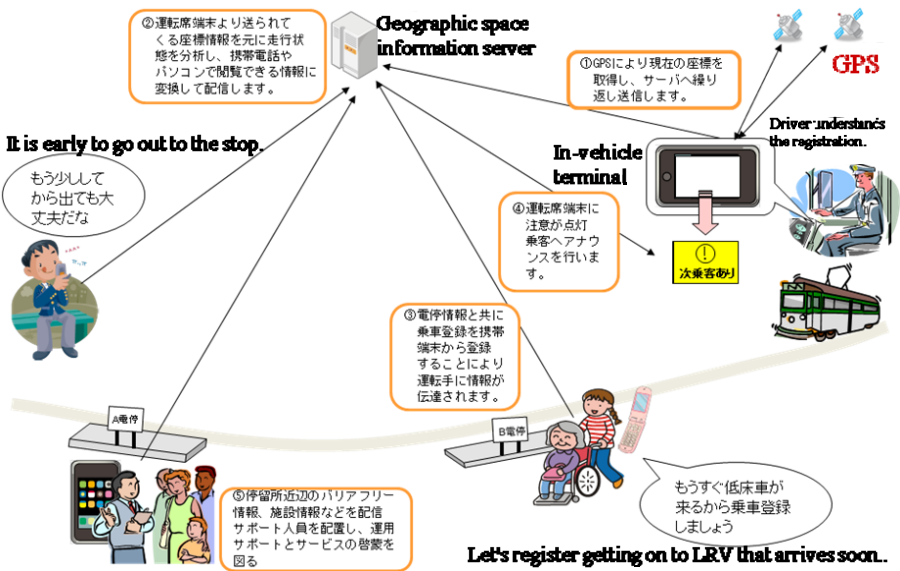 ②運転席端末より送られて
くる座標情報を元に走行状
態を分析し、携帯電話や
パソコンで閲覧できる情報に
変換して配信します。
Geographic space
information server
①GPSにより現在の座標を
取得し、サーバへ繰り
返し送信します。
GPS
It is early to go out to the stop.
もう少しして
から出ても大
丈夫だな
In-vehicle
terminal
Driver understands
the registration.
④運転席端末に
注意が点灯
乗客へアナウ
ンスを行いま
す。
!
次乗客あり
③電停情報と共に
乗車登録を携帯
端末から登録
することにより
運転手に情報が
伝達されます。
A電停
B電停
⑤停留所近辺のバリアフリー
情報、施設情報などを配信
サポート人員を配置し、運用
サポートとサービスの啓蒙を
図る
もうすぐ低床車が
来るから乗車登録
しましょう
Let's register getting on to LRV that arrives soon..